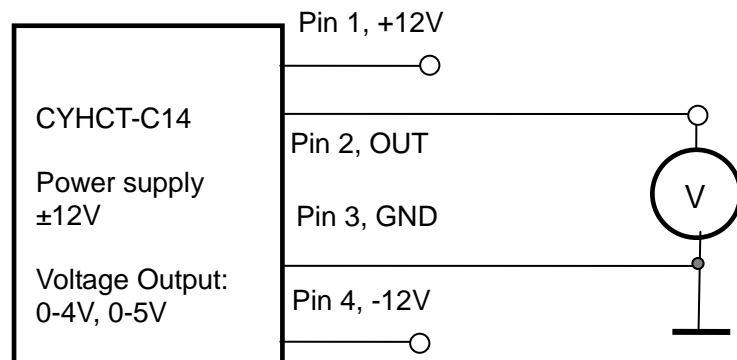 Pin 1, +12V
CYHCT-C14
Pin 2, OUT
Power supply
±12V
Pin 3, GND
V
Voltage Output:
0-4V, 0-5V
Pin 4, -12V